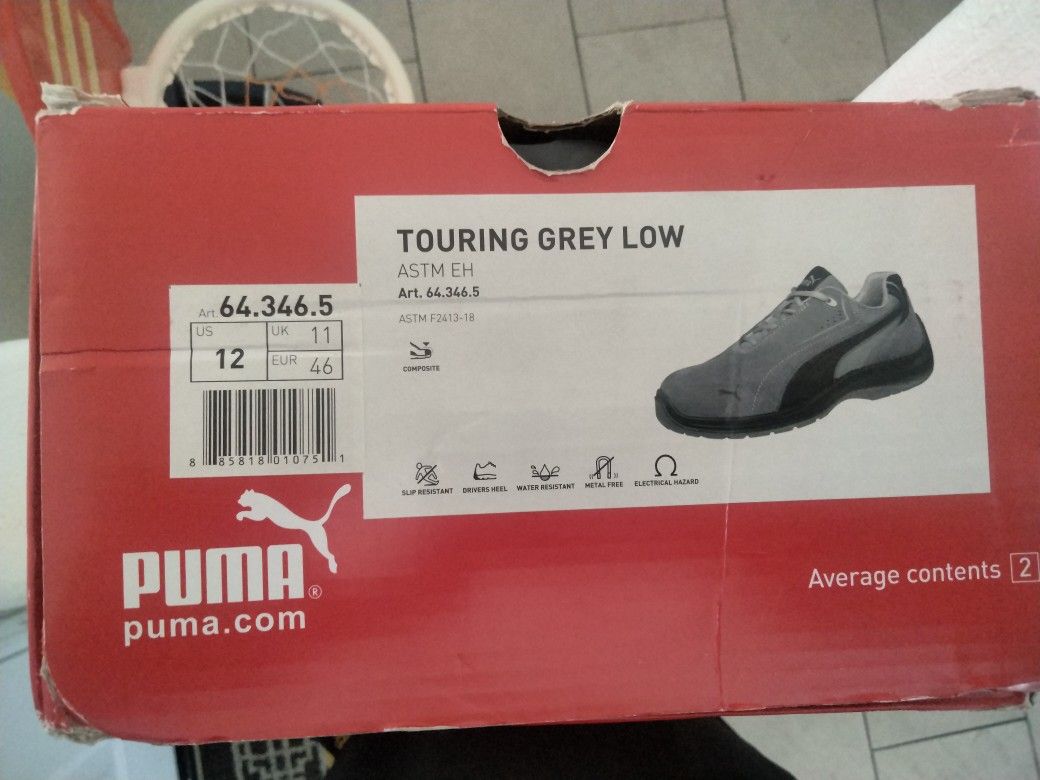 TOURING GREY LOW
ASTM EH
Art. 64.346.5
ASTM F2413-18
COMPOSITE
SLIP RESISTANT DRIVERS HEEL WATER RESISTANT METAL FREE ELECTRICAL HAZARD
Art. 64.346.5
US 12 UK 11
EUR 46
8 85818 01075 1
PUMA®
puma.com
Average contents 2